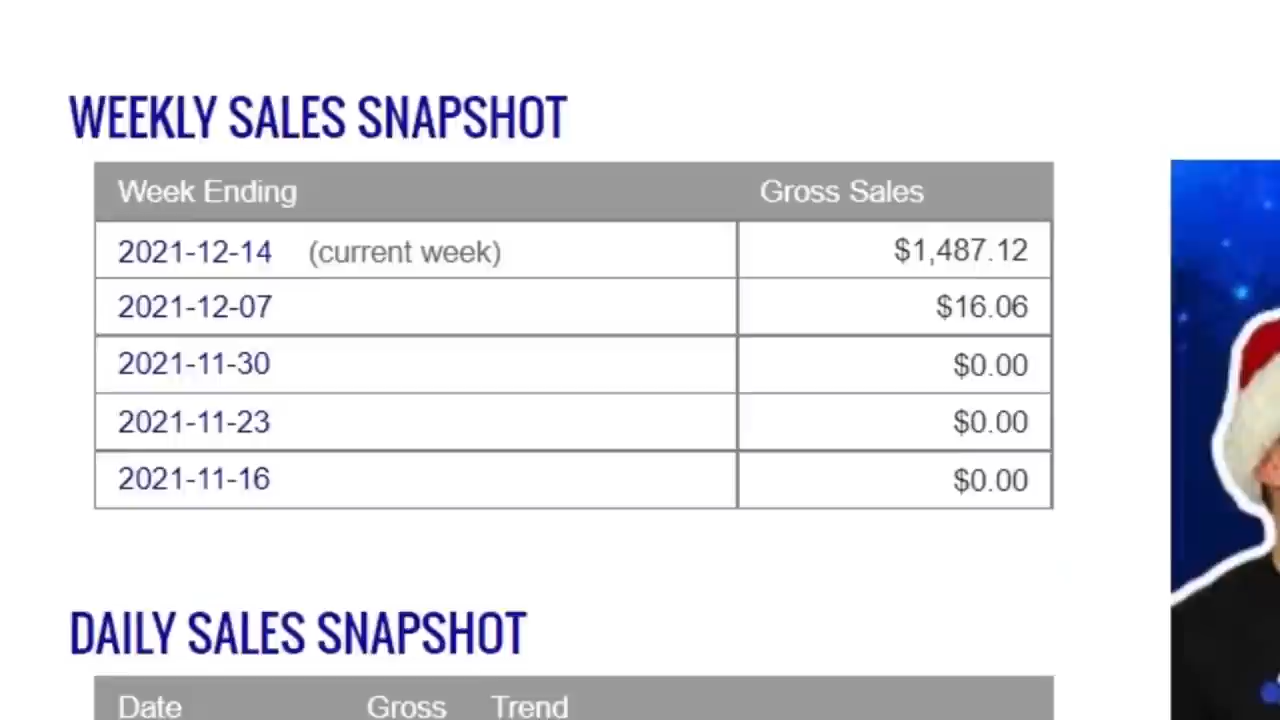 WEEKLY SALES SNAPSHOT
Week Ending Gross Sales
2021-12-14 (current week) $1,487.12
2021-12-07 $16.06
2021-11-30 $0.00
2021-11-23 $0.00
2021-11-16 $0.00
DAILY SALES SNAPSHOT
Date Gross Trend